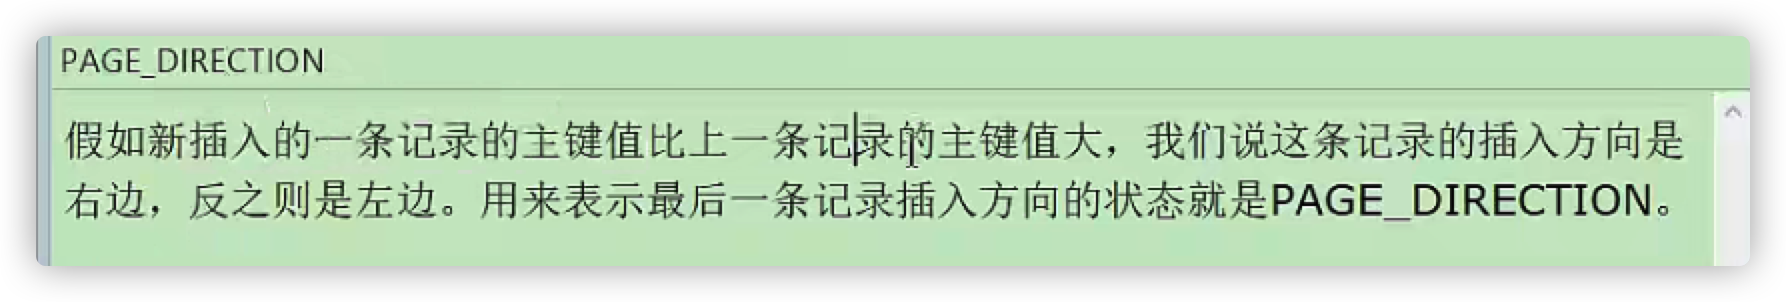 PAGE_DIRECTION
假如新插入的一条记录的主键值比上一条记录的主键值大，我们说这条记录的插入方向是
右边，反之则是左边。用来表示最后一条记录插入方向的状态就是PAGE_DIRECTION。